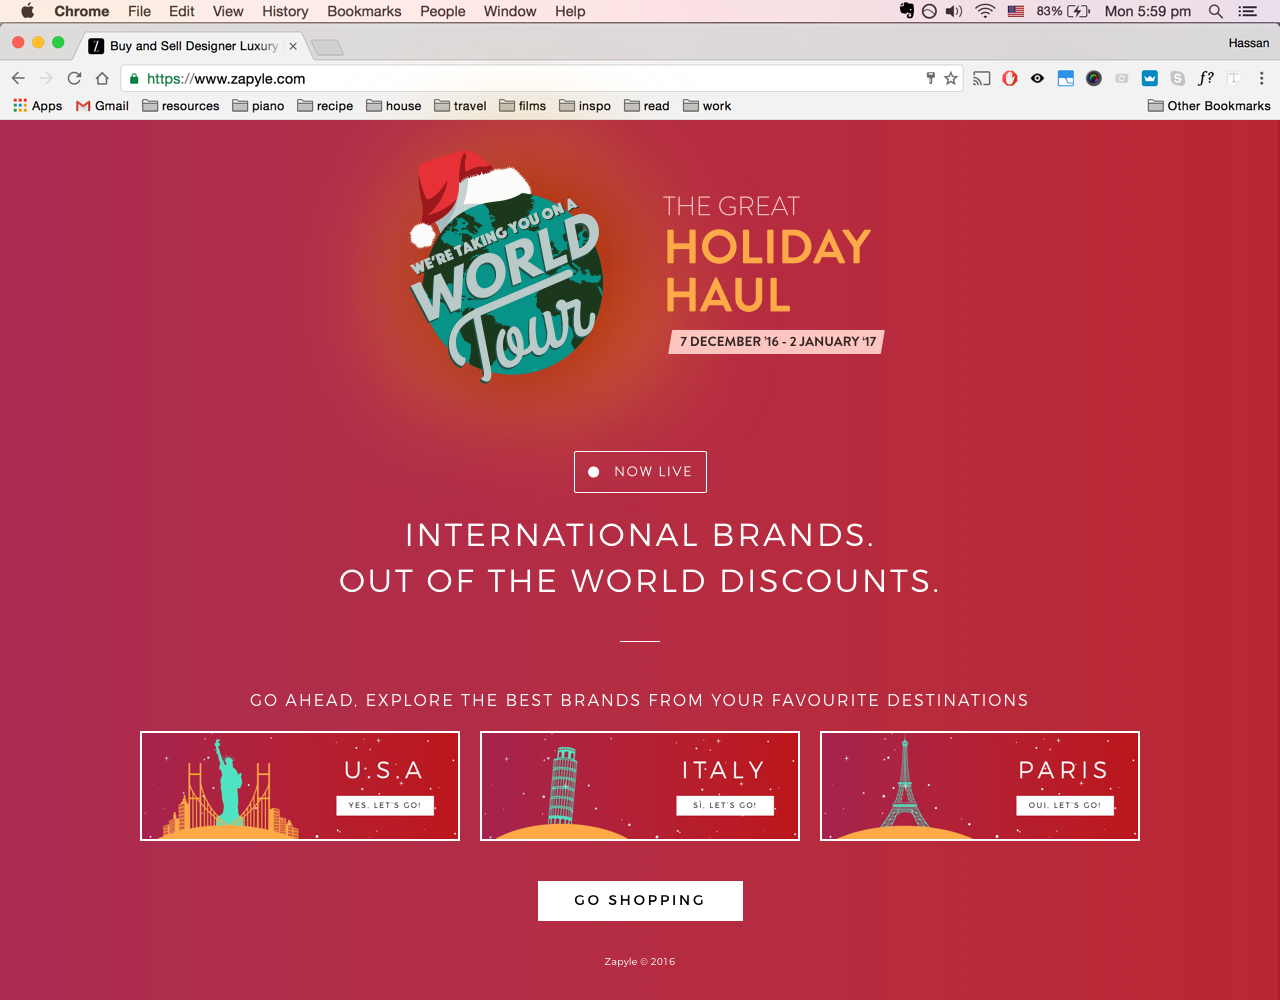 Chrome File Edit View History Bookmarks People Window Help 83% Mon 5:59 pm
Z Buy and Sell Designer Luxury Hassan
https://www.zapyle.com f?
Apps Gmail resources piano recipe house travel films inspo read work Other Bookmarks
WE'RE TAKING YOU ON A
WORLD
Tour
THE GREAT
HOLIDAY
HAUL
7 DECEMBER '16 - 2 JANUARY '17
NOW LIVE
INTERNATIONAL BRANDS.
OUT OF THE WORLD DISCOUNTS.
GO AHEAD, EXPLORE THE BEST BRANDS FROM YOUR FAVOURITE DESTINATIONS
U.S.A
YES, LET'S GO!
ITALY
SÌ, LET'S GO!
PARIS
OUI, LET'S GO!
GO SHOPPING
Zapyle © 2016